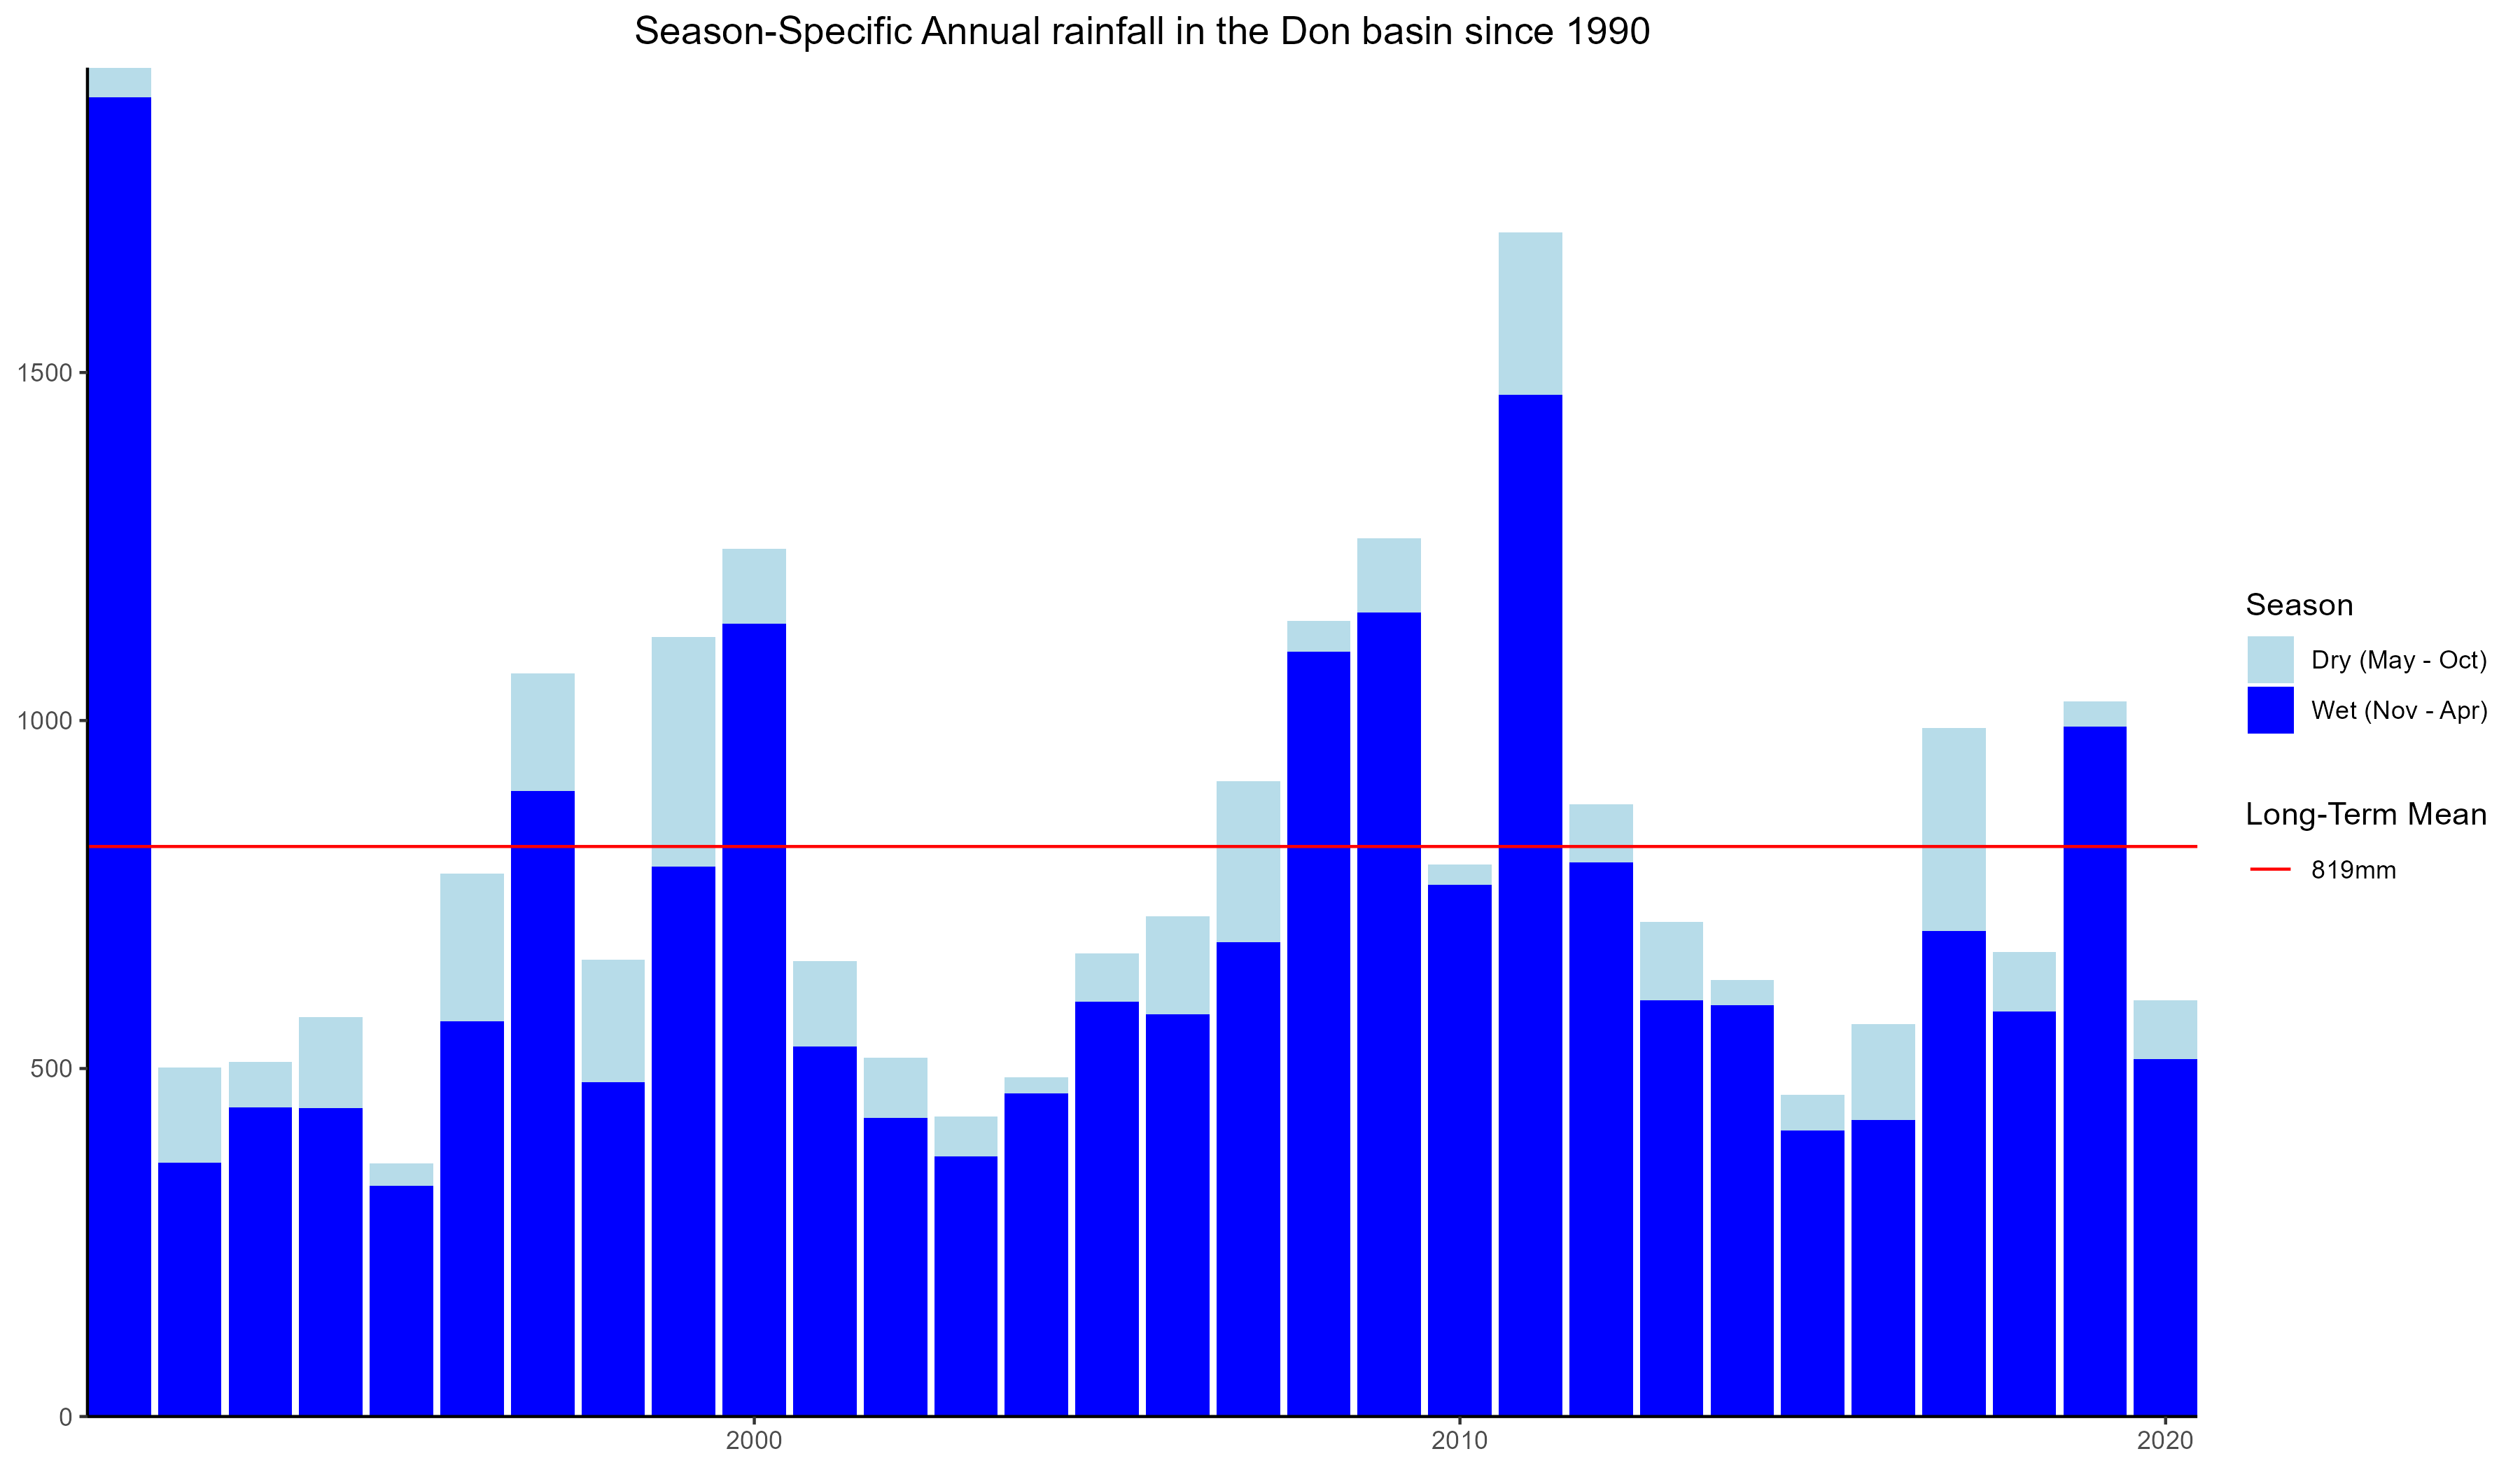 Season-Specific Annual rainfall in the Don basin since 1990
1500
1000
500
0
2000
2010
2020
Season
Dry (May - Oct)
Wet (Nov - Apr)
Long-Term Mean
819mm